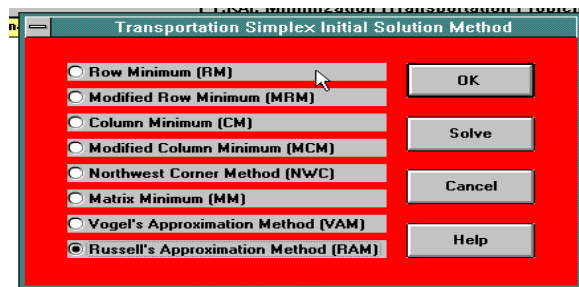 Transportation Simplex Initial Solution Method
Row Minimum (RM)
Modified Row Minimum (MRM)
Column Minimum (CM)
Modified Column Minimum (MCM)
Northwest Corner Method (NWC)
Matrix Minimum (MM)
Vogel's Approximation Method (VAM)
Russell's Approximation Method (RAM)
OK
Solve
Cancel
Help